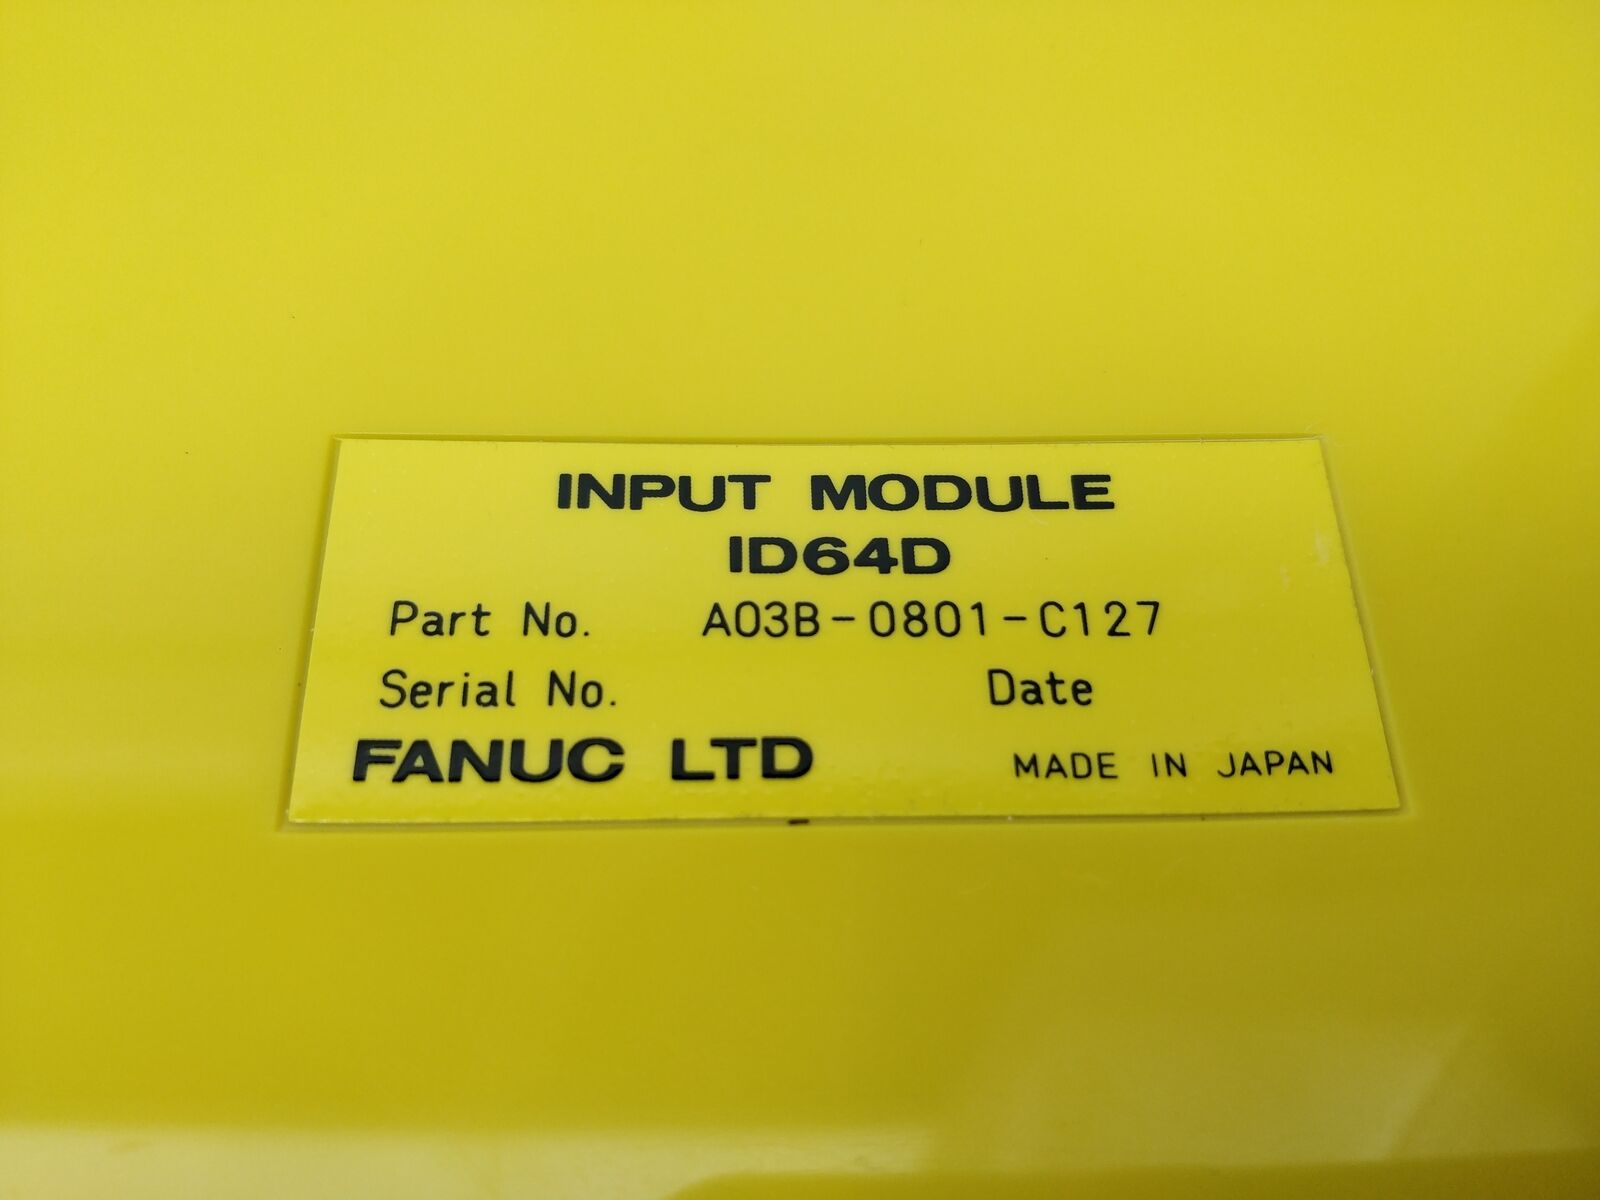 INPUT MODULE
ID64D
Part No. A03B-0801-C127
Serial No. Date
FANUC LTD MADE IN JAPAN